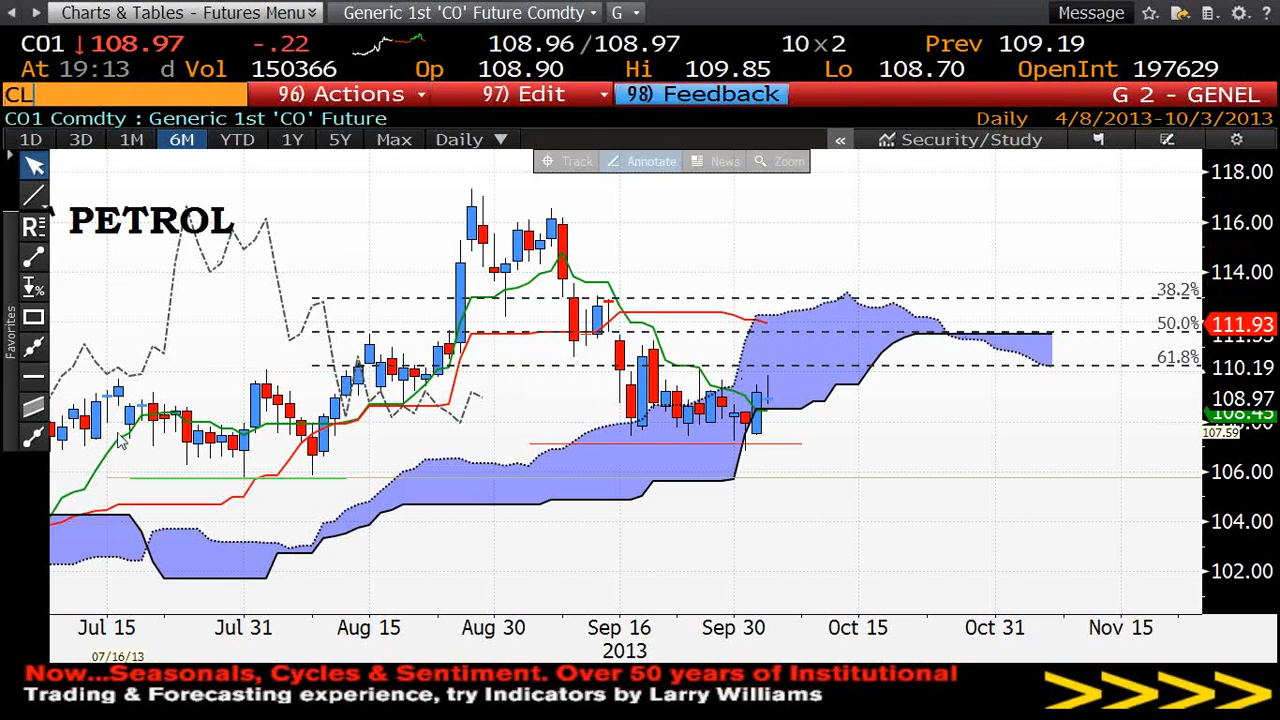 Charts & Tables - Futures Menu Generic 1st 'CO' Future Comdty G Message ?
CO1 ↓108.97 -.22 108.96/108.97 10x2 Prev 109.19
At 19:13 d Vol 150366 Op 108.90 Hi 109.85 Lo 108.70 OpenInt 197629
CL 96) Actions 97) Edit 98) Feedback G 2 - GENEL
CO1 Comdty : Generic 1st 'CO' Future Daily 4/8/2013-10/3/2013
1D 3D 1M 6M YTD 1Y 5Y Max Daily ▼ « Security/Study
Track Annotate News Zoom
118.00
PETROL
116.00
114.00
38.2%
50.0%
111.93
61.8%
110.19
108.97
108.45
107.59
106.00
104.00
102.00
Favorites
Jul 15 Jul 31 Aug 15 Aug 30 Sep 16 Sep 30 Oct 15 Oct 31 Nov 15
2013
07/16/13
Now...Seasonals, Cycles & Sentiment. Over 50 years of Institutional
Trading & Forecasting experience, try Indicators by Larry Williams